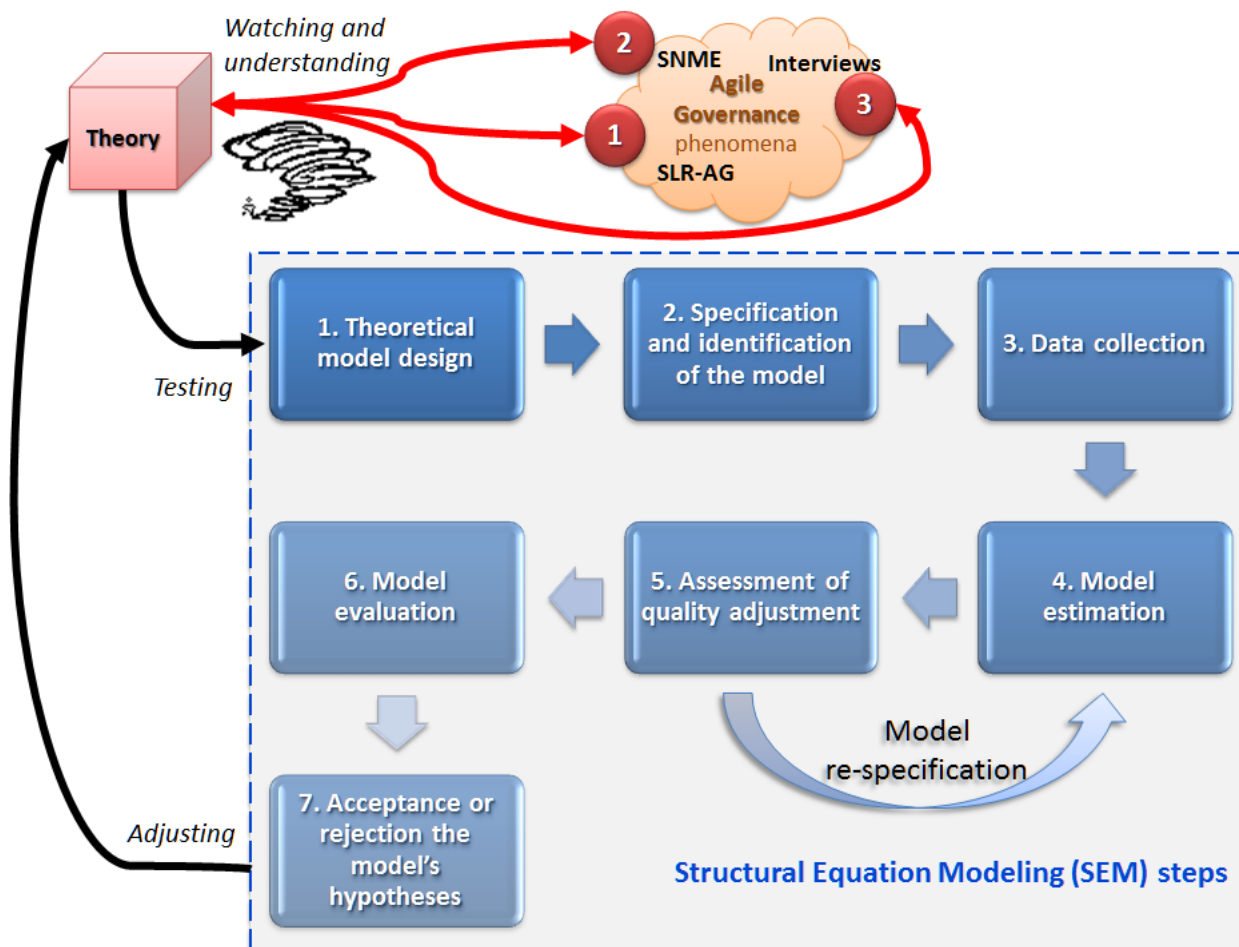 Watching and
understanding
2
SNME
Interviews
Agile
Governance
phenomena
3
1
SLR-AG
Theory
Testing
1. Theoretical
model design
2. Specification
and identification
of the model
3. Data collection
6. Model
evaluation
5. Assessment of
quality adjustment
4. Model
estimation
Model
re-specification
7. Acceptance or
rejection the
model's
hypotheses
Adjusting
Structural Equation Modeling (SEM) steps